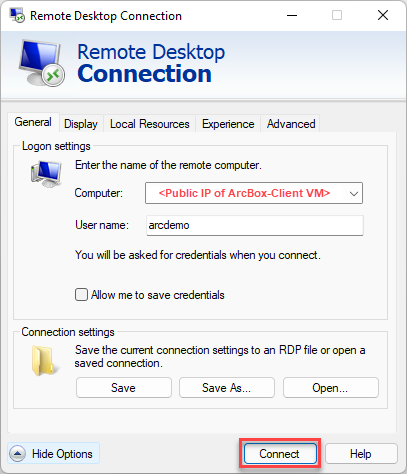 Remote Desktop Connection
Remote Desktop
Connection
General Display Local Resources Experience Advanced
Logon settings
Enter the name of the remote computer.
Computer: <Public IP of ArcBox-Client VM>
User name: arcdemo
You will be asked for credentials when you connect.
Allow me to save credentials
Connection settings
Save the current connection settings to an RDP file or open a
saved connection.
Save Save As... Open...
Hide Options Connect Help